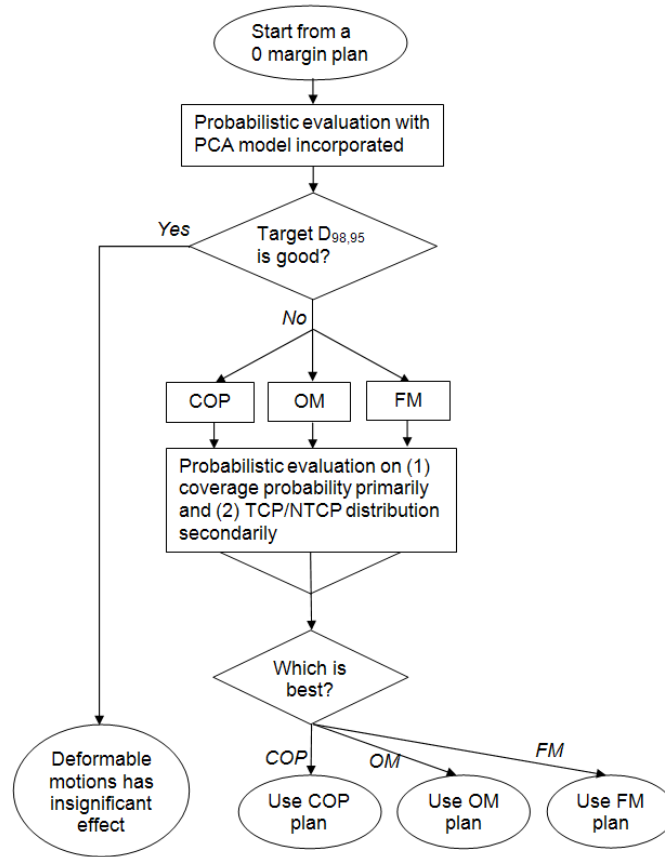 Start from a
0 margin plan
Probabilistic evaluation with
PCA model incorporated
Yes
Target D98,95
is good?
No
COP
OM
FM
Probabilistic evaluation on (1)
coverage probability primarily
and (2) TCP/NTCP distribution
secondarily
Which is
best?
COP
OM
FM
Deformable
motions has
insignificant
effect
Use COP
plan
Use OM
plan
Use FM
plan